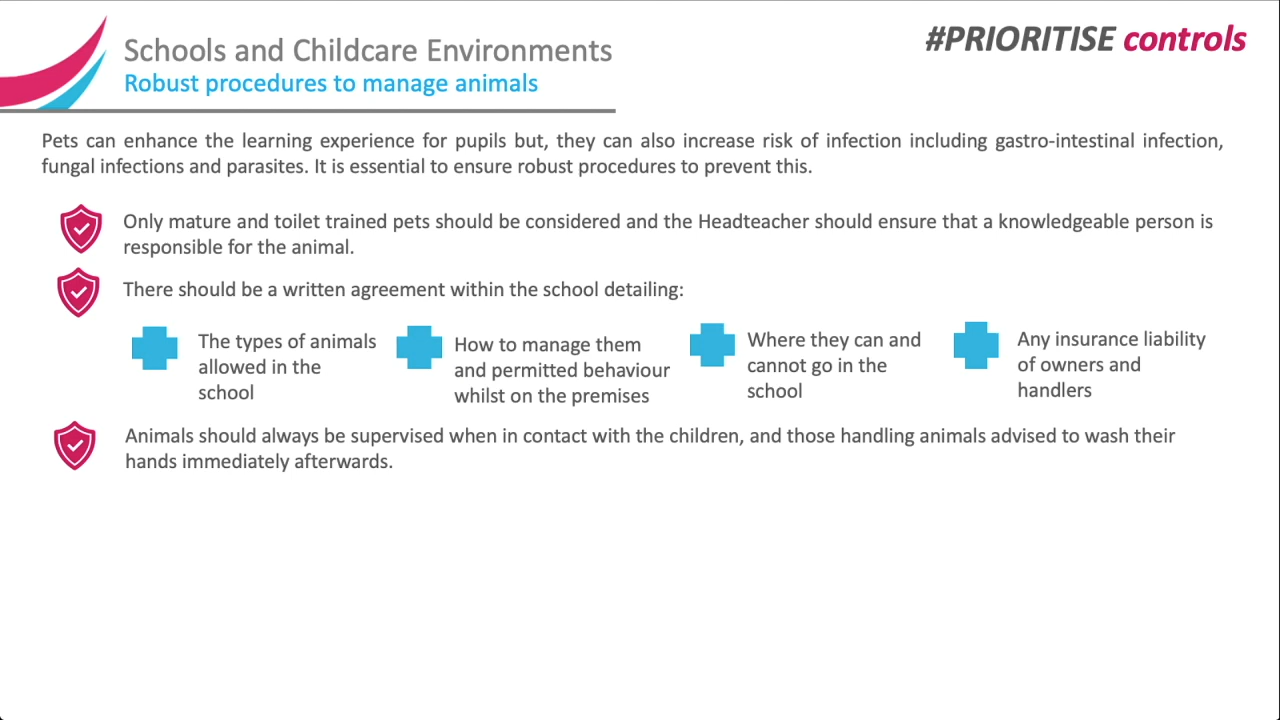 Schools and Childcare Environments
Robust procedures to manage animals
#PRIORITISE controls
Pets can enhance the learning experience for pupils but, they can also increase risk of infection including gastro-intestinal infection,
fungal infections and parasites. It is essential to ensure robust procedures to prevent this.
Only mature and toilet trained pets should be considered and the Headteacher should ensure that a knowledgeable person is
responsible for the animal.
There should be a written agreement within the school detailing:
The types of animals
allowed in the
school
How to manage them
and permitted behaviour
whilst on the premises
Where they can and
cannot go in the
school
Any insurance liability
of owners and
handlers
Animals should always be supervised when in contact with the children, and those handling animals advised to wash their
hands immediately afterwards.